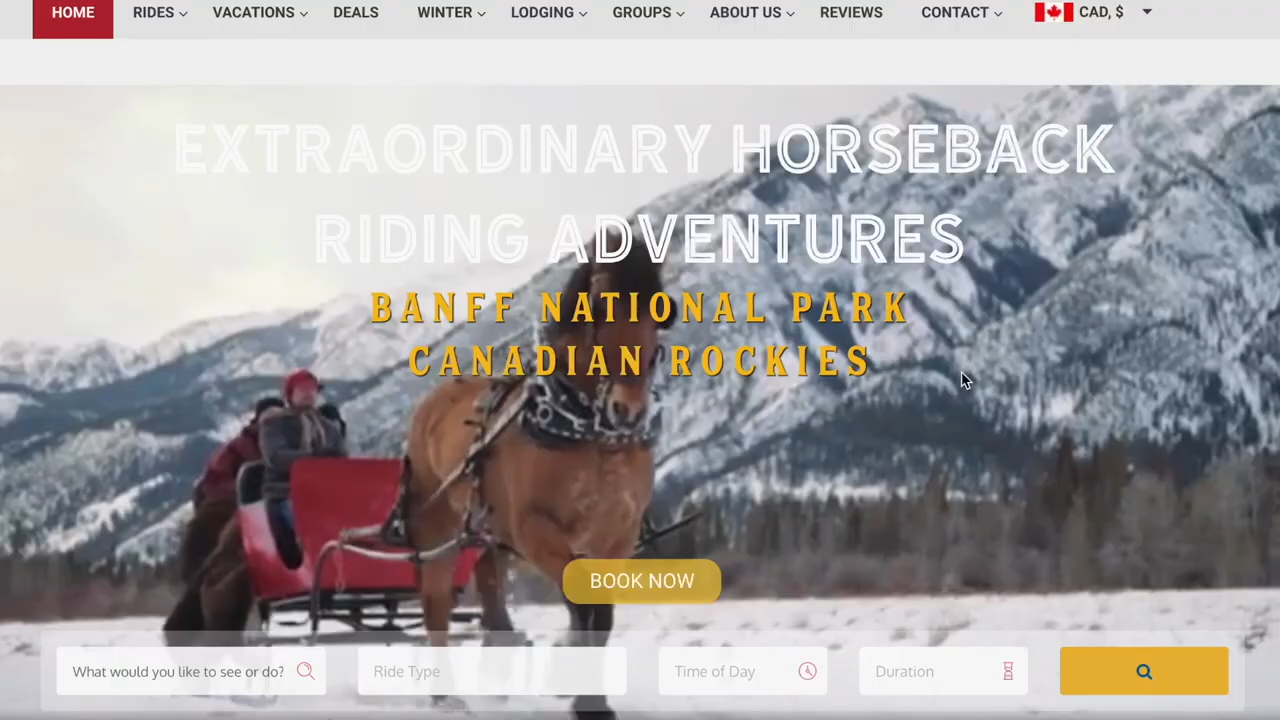 HOME RIDES VACATIONS DEALS WINTER LODGING GROUPS ABOUT US REVIEWS CONTACT CAD, $
EXTRAORDINARY HORSEBACK
RIDING ADVENTURES
BANFF NATIONAL PARK
CANADIAN ROCKIES
BOOK NOW
What would you like to see or do? Ride Type Time of Day Duration